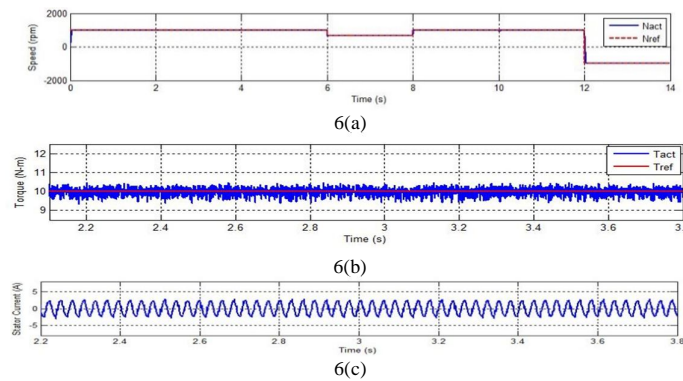 2000
0
-2000
Speed (rpm)
Nact
Nref
0 2 4 6 8 10 12 14
Time (s)
6(a)
12
11
10
9
Torque (N-m)
Tact
Tref
2.2 2.4 2.6 2.8 3 3.2 3.4 3.6 3.8
Time (s)
6(b)
5
0
-5
Stator Current (A)
2.2 2.4 2.6 2.8 3 3.2 3.4 3.6 3.8
Time (s)
6(c)